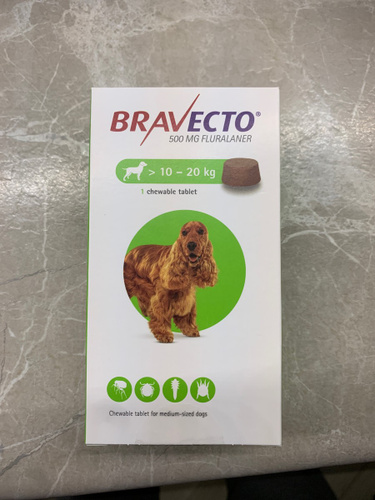 BRAVECTO®
500 MG FLURALANER
> 10 – 20 kg
1 chewable tablet
Chewable tablet for medium-sized dogs